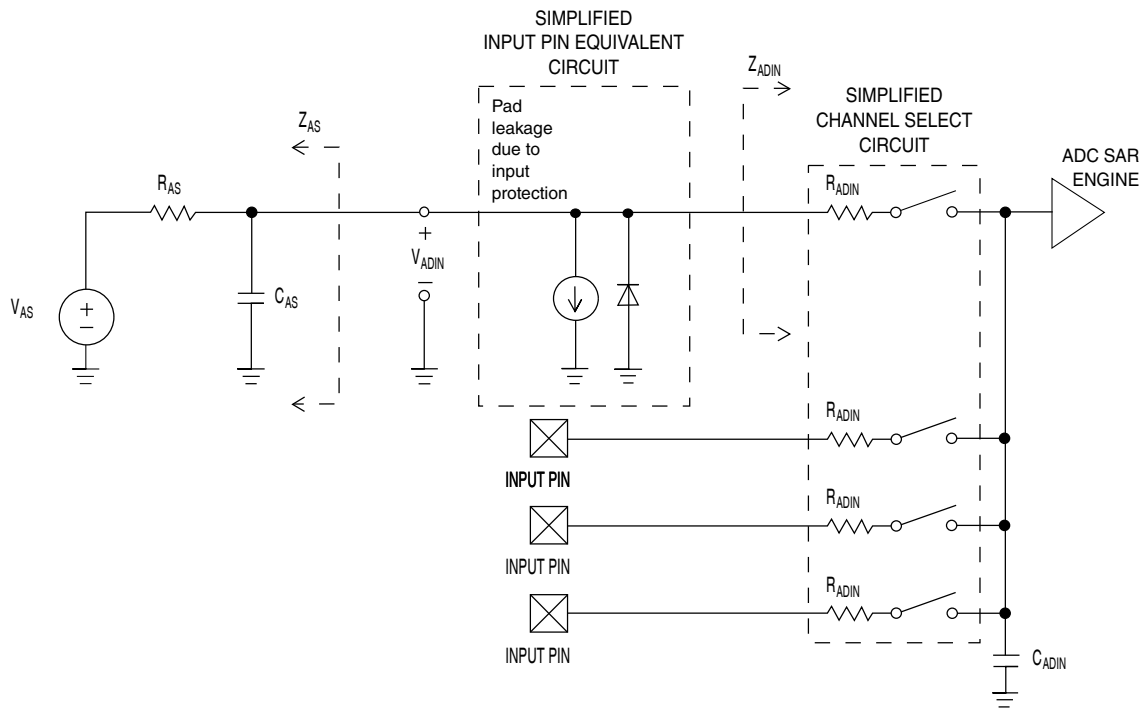 SIMPLIFIED
INPUT PIN EQUIVALENT
CIRCUIT
Pad
leakage
due to
input
protection
Z_ADIN
SIMPLIFIED
CHANNEL SELECT
CIRCUIT
Z_AS
ADC SAR
ENGINE
R_AS
R_ADIN
+
V_ADIN
−
C_AS
V_AS
+
−
R_ADIN
INPUT PIN
R_ADIN
INPUT PIN
R_ADIN
INPUT PIN
C_ADIN